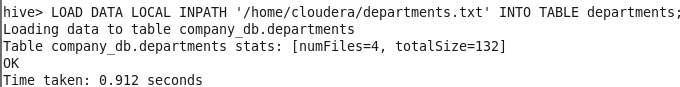 hive> LOAD DATA LOCAL INPATH '/home/cloudera/departments.txt' INTO TABLE departments;
Loading data to table company_db.departments
Table company_db.departments stats: [numFiles=4, totalSize=132]
OK
Time taken: 0.912 seconds